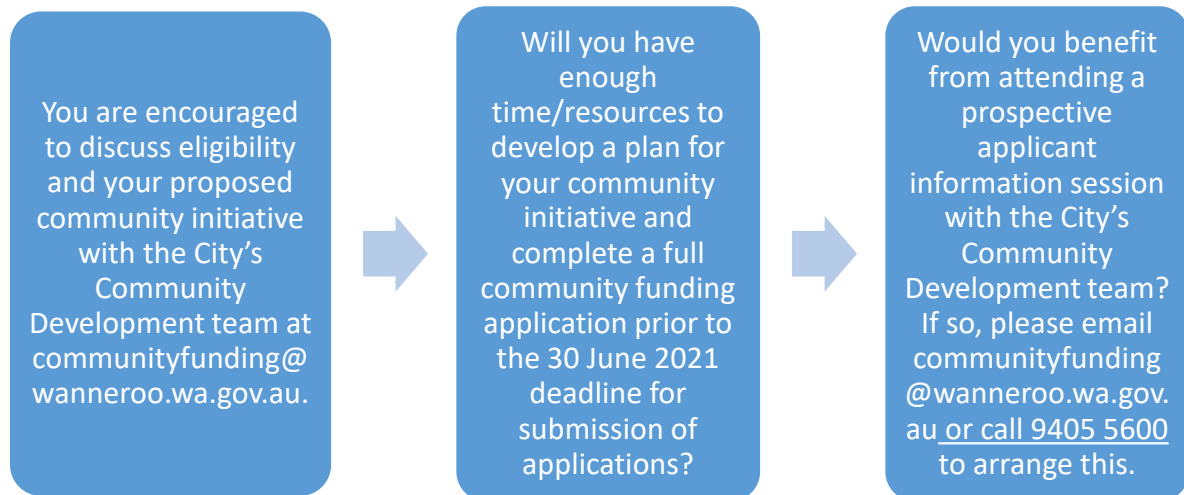 You are encouraged
to discuss eligibility
and your proposed
community initiative
with the City’s
Community
Development team at
communityfunding@
wanneroo.wa.gov.au.
Will you have
enough
time/resources to
develop a plan for
your community
initiative and
complete a full
community funding
application prior to
the 30 June 2021
deadline for
submission of
applications?
Would you benefit
from attending a
prospective
applicant
information session
with the City’s
Community
Development team?
If so, please email
communityfunding
@wanneroo.wa.gov.
au or call 9405 5600
to arrange this.